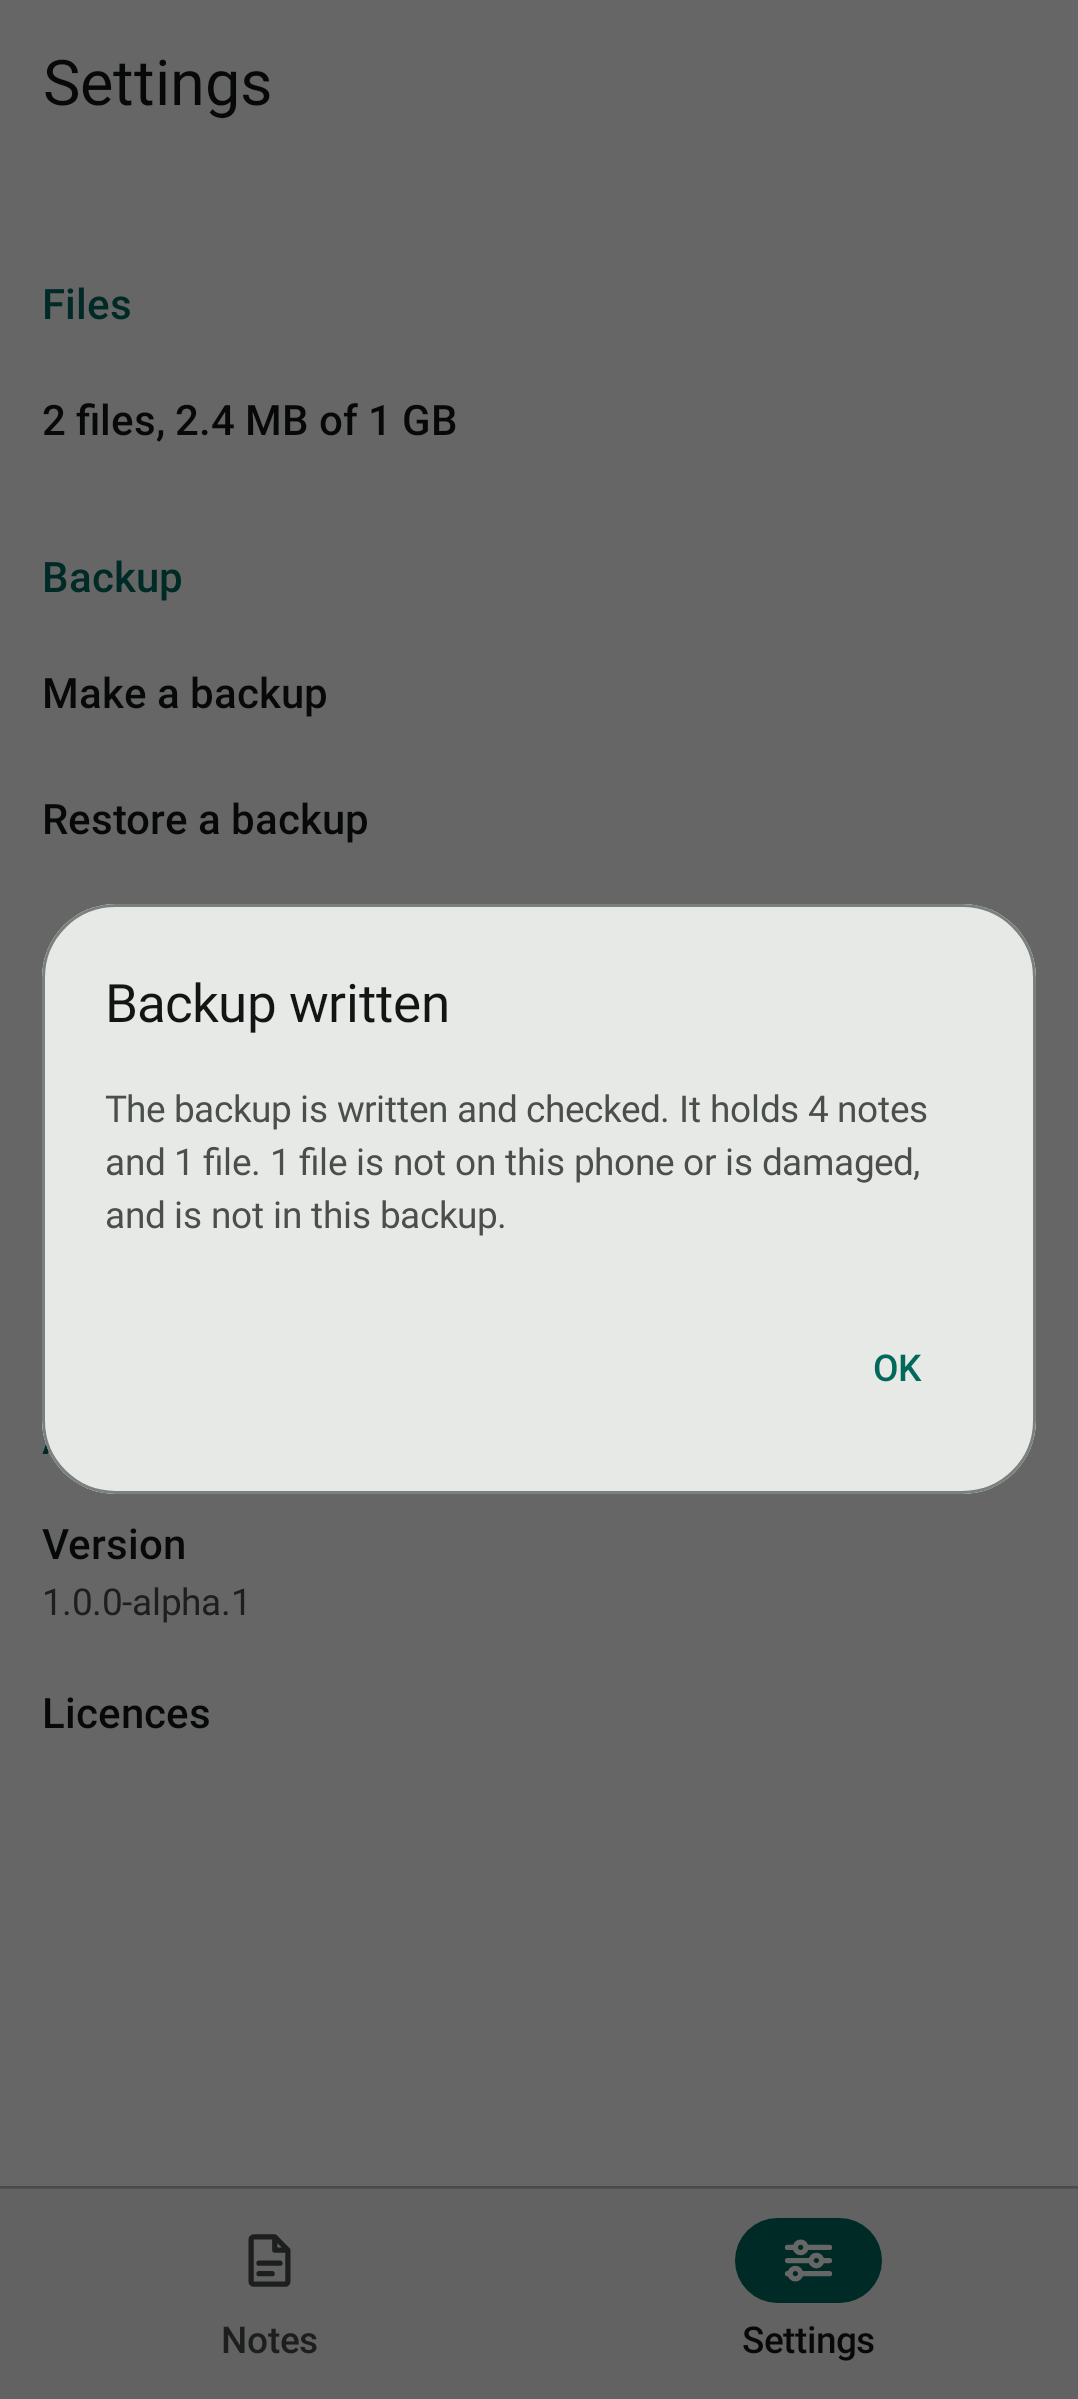 Settings
Files
2 files, 2.4 MB of 1 GB
Backup
Make a backup
Restore a backup
Backup written
The backup is written and checked. It holds 4 notes
and 1 file. 1 file is not on this phone or is damaged,
and is not in this backup.
OK
Version
1.0.0-alpha.1
Licences
Notes
Settings